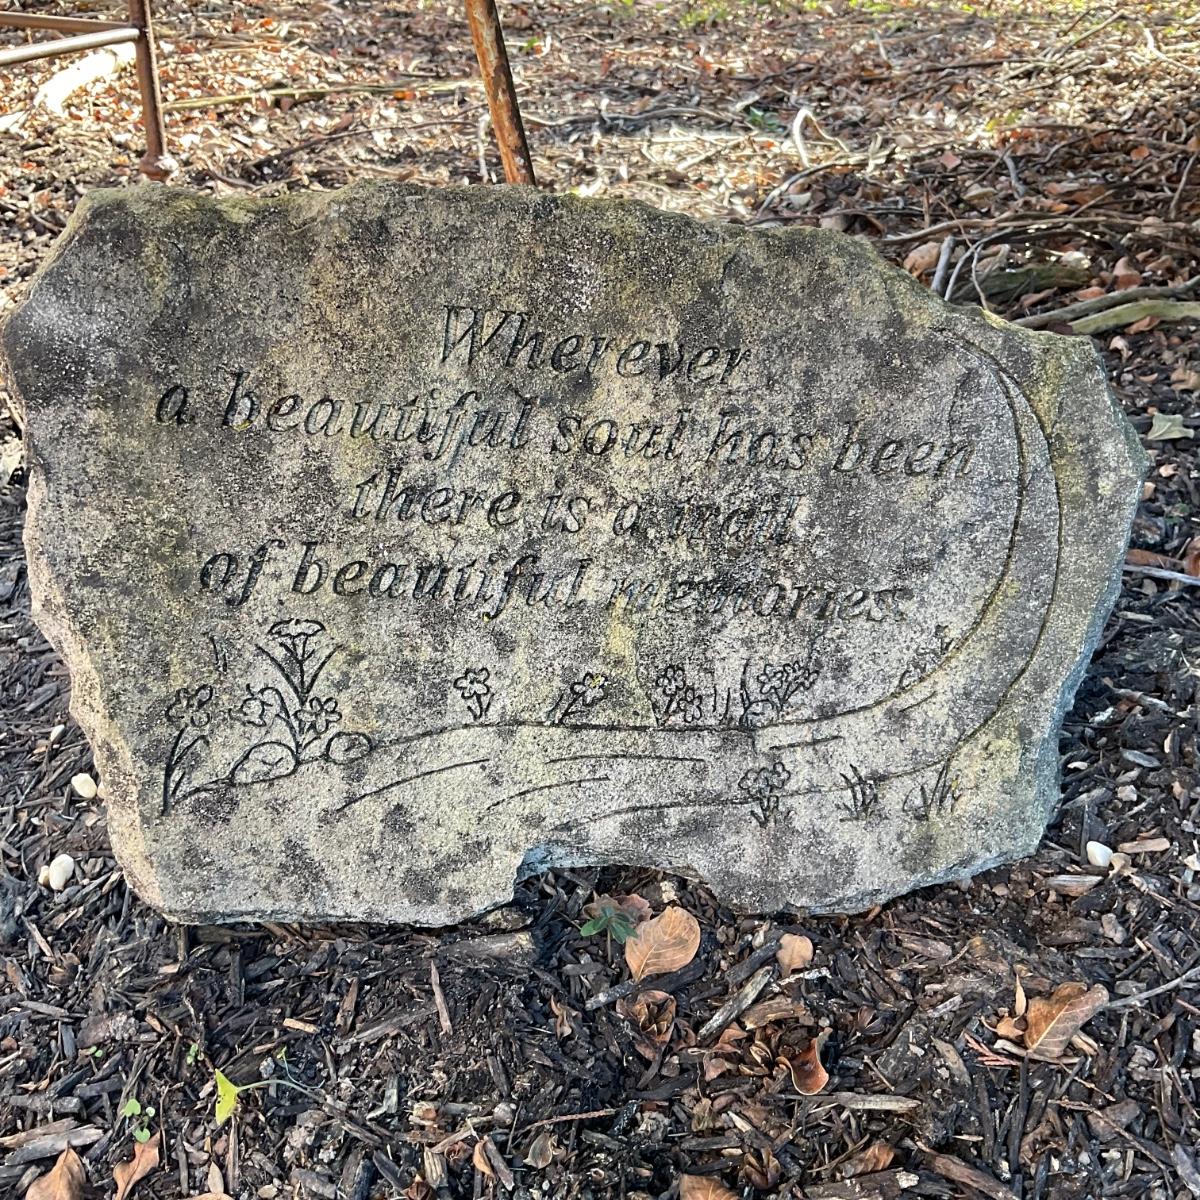 Wherever
a beautiful soul has been
there is a trail
of beautiful memories.